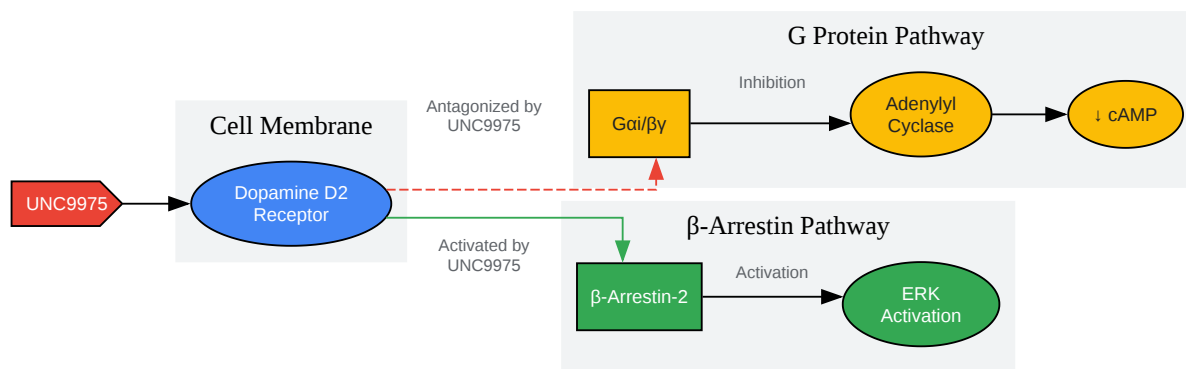 G Protein Pathway
Inhibition
Antagonized by
UNC9975
Gαi/βγ
Adenylyl
Cyclase
↓ cAMP
Cell Membrane
UNC9975
Dopamine D2
Receptor
β-Arrestin Pathway
Activated by
UNC9975
Activation
β-Arrestin-2
ERK
Activation